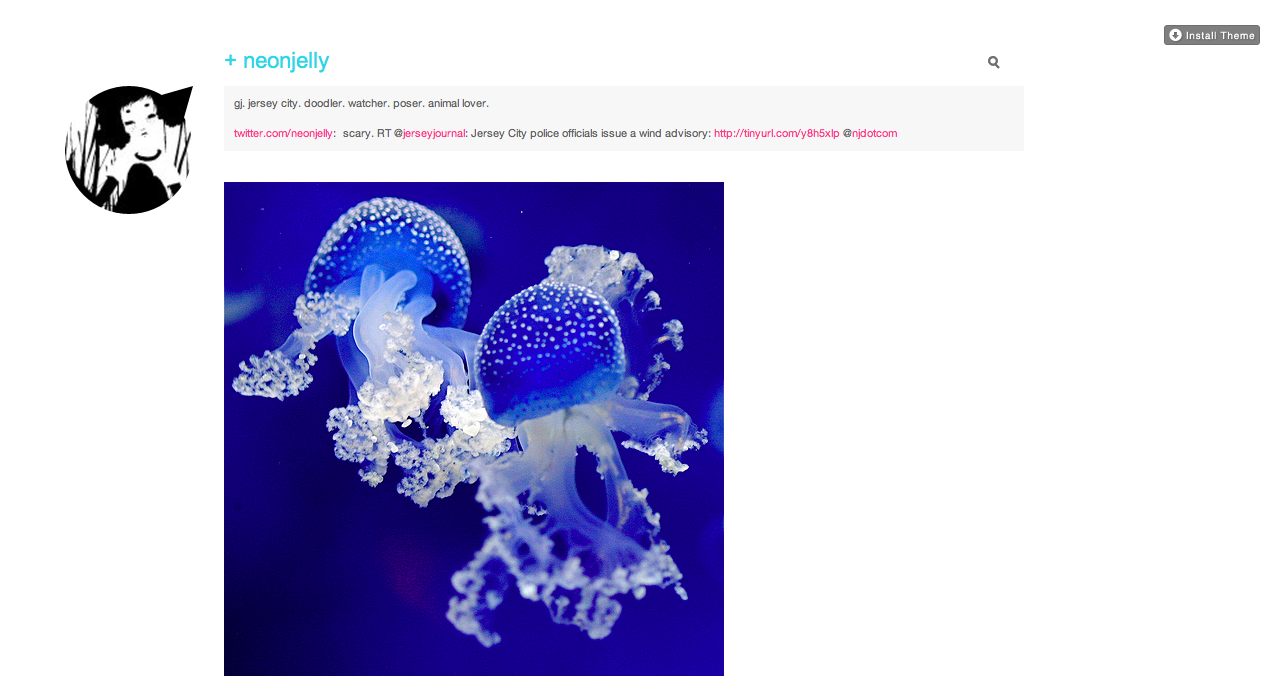 Install Theme
+ neonjelly
gj. jersey city. doodler. watcher. poser. animal lover.
twitter.com/neonjelly: scary. RT @jerseyjournal: Jersey City police officials issue a wind advisory: http://tinyurl.com/y8h5xlp @njdotcom